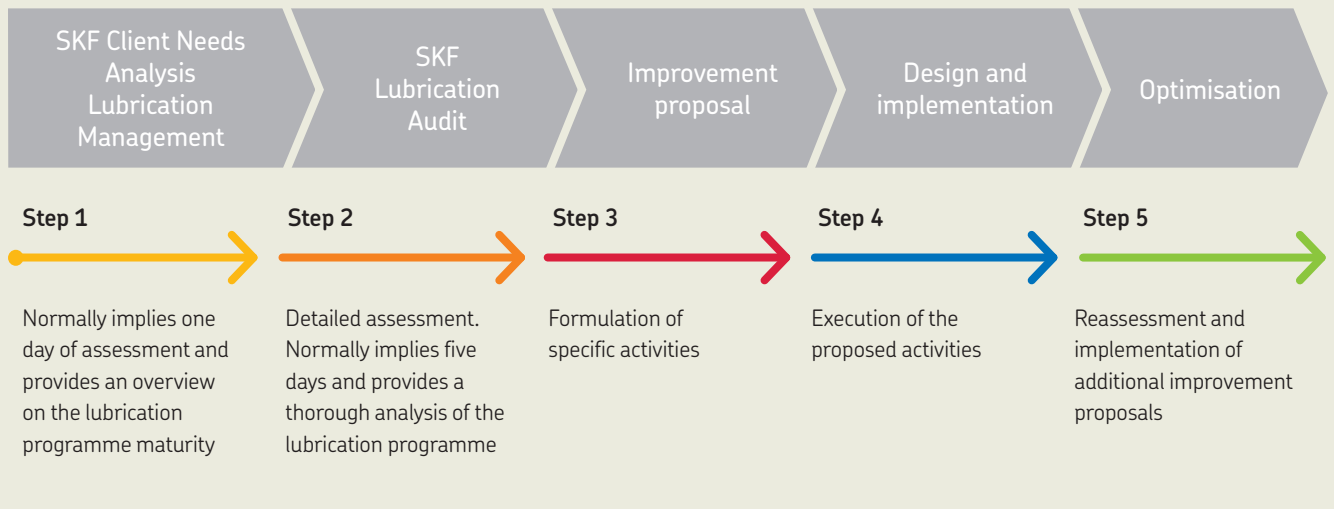 SKF Client Needs
Analysis
Lubrication
Management
SKF
Lubrication
Audit
Improvement
proposal
Design and
implementation
Optimisation
Step 1
Normally implies one
day of assessment and
provides an overview
on the lubrication
programme maturity
Step 2
Detailed assessment.
Normally implies five
days and provides a
thorough analysis of the
lubrication programme
Step 3
Formulation of
specific activities
Step 4
Execution of the
proposed activities
Step 5
Reassessment and
implementation of
additional improvement
proposals